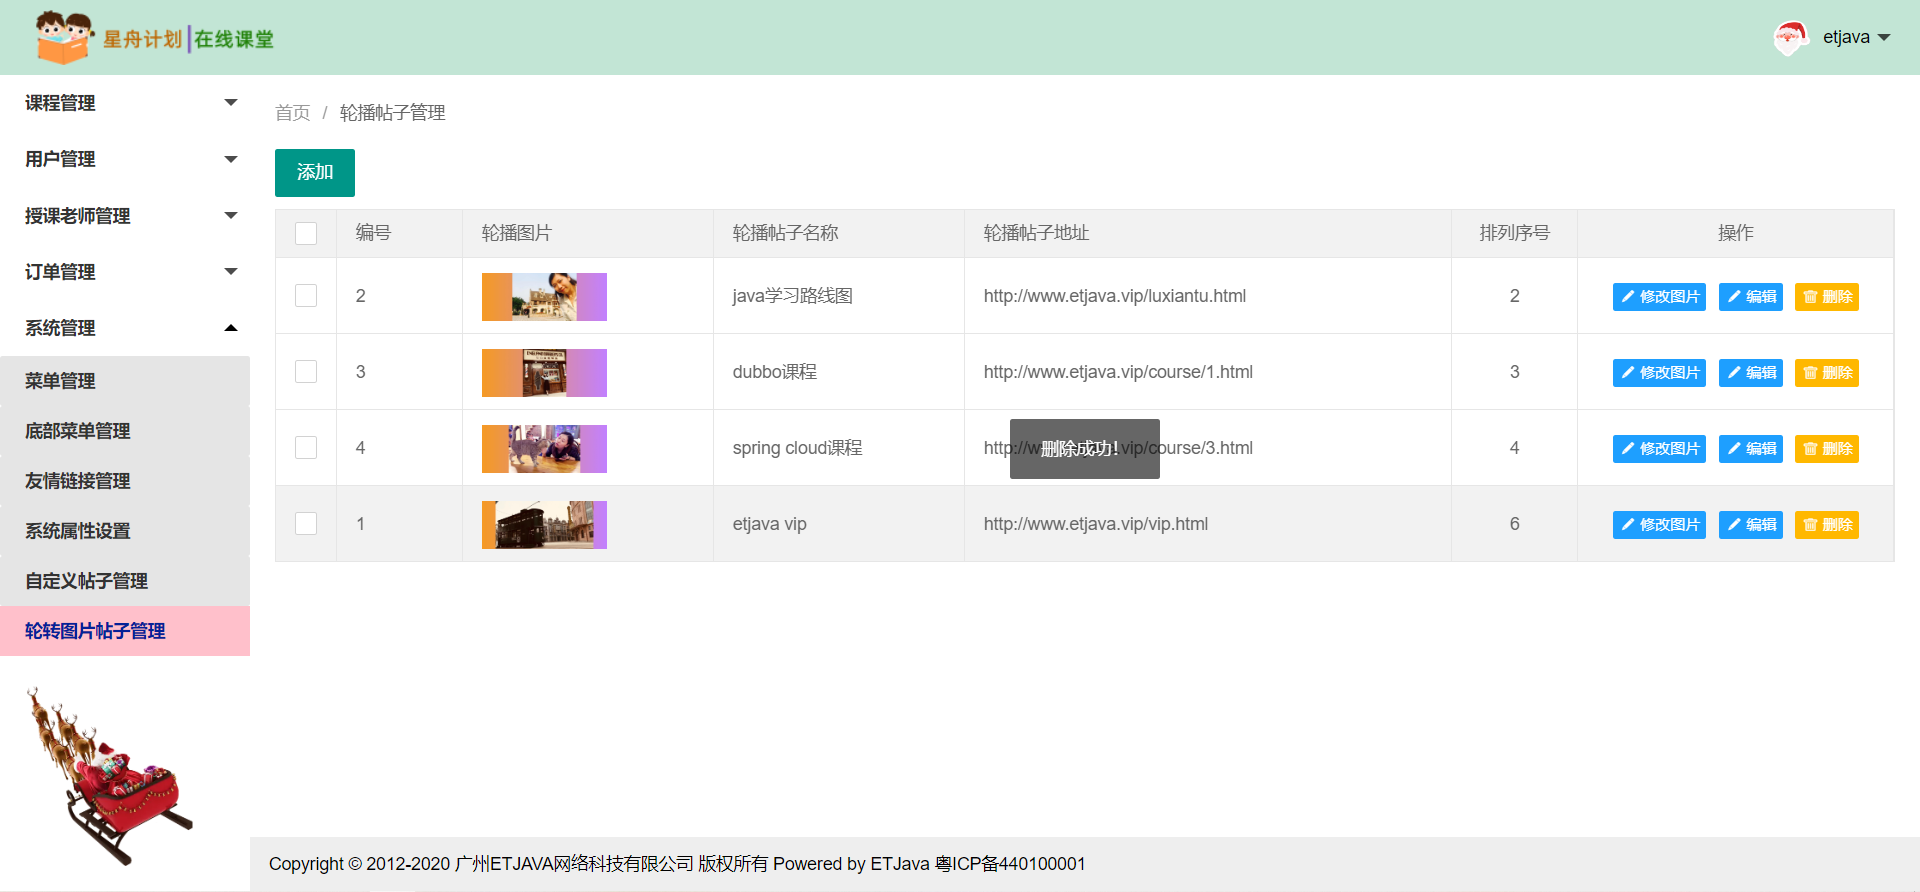 星舟计划|在线课堂
etjava
课程管理
用户管理
授课老师管理
订单管理
系统管理
菜单管理
底部菜单管理
友情链接管理
系统属性设置
自定义帖子管理
轮转图片帖子管理
首页 / 轮播帖子管理
添加
编号 轮播图片 轮播帖子名称 轮播帖子地址 排列序号 操作
2 java学习路线图 http://www.etjava.vip/luxiantu.html 2 修改图片 编辑 删除
3 dubbo课程 http://www.etjava.vip/course/1.html 3 修改图片 编辑 删除
4 spring cloud课程 http://www.etjava.vip/course/3.html 4 修改图片 编辑 删除
删除成功!
1 etjava vip http://www.etjava.vip/vip.html 6 修改图片 编辑 删除
Copyright © 2012-2020 广州ETJAVA网络科技有限公司 版权所有 Powered by ETJava 粤ICP备440100001